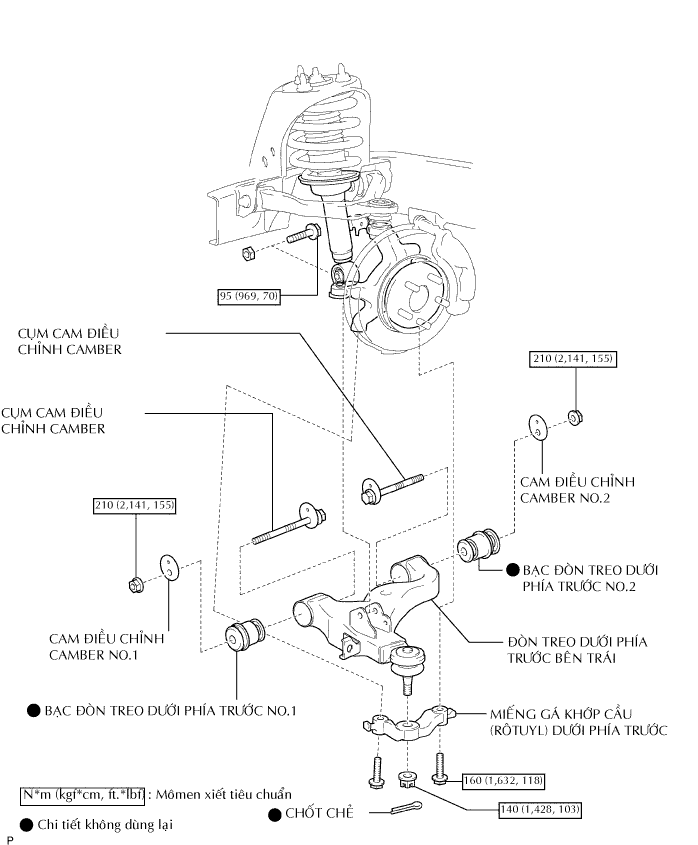 95 (969, 70)
CỤM CAM ĐIỀU
CHỈNH CAMBER
210 (2,141, 155)
CỤM CAM ĐIỀU
CHỈNH CAMBER
CAM ĐIỀU CHỈNH
CAMBER NO.2
210 (2,141, 155)
BẠC ĐÒN TREO DƯỚI
PHÍA TRƯỚC NO.2
CAM ĐIỀU CHỈNH
CAMBER NO.1
ĐÒN TREO DƯỚI PHÍA
TRƯỚC BÊN TRÁI
BẠC ĐÒN TREO DƯỚI PHÍA TRƯỚC NO.1
MIẾNG GÁ KHỚP CẦU
(RÔTUYL) DƯỚI PHÍA TRƯỚC
160 (1,632, 118)
N*m (kgf*cm, ft.*lbf) : Mômen xiết tiêu chuẩn
140 (1,428, 103)
CHỐT CHẺ
Chi tiết không dùng lại
P